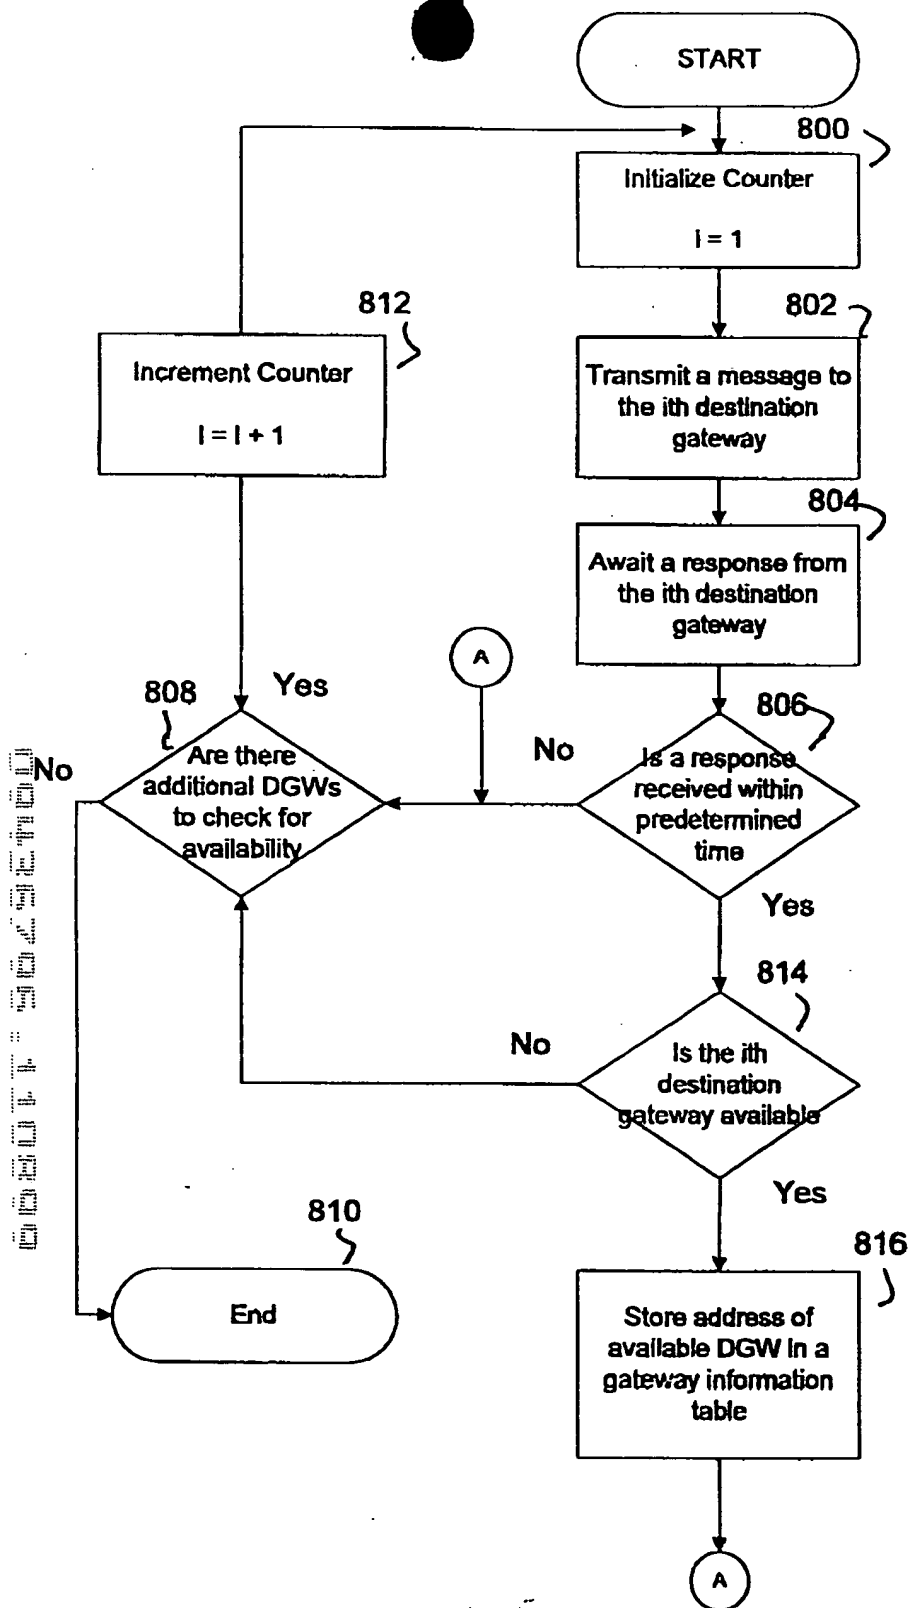 START
800
Initialize Counter
i = 1
812
802
Increment Counter
i = i + 1
Transmit a message to
the ith destination
gateway
804
Await a response from
the ith destination
gateway
A
808
Yes
806
No
No
Are there
additional DGWs
to check for
availability
Is a response
received within
predetermined
time
Yes
814
No
Is the ith
destination
gateway available
Yes
810
816
End
Store address of
available DGW in a
gateway information
table
A